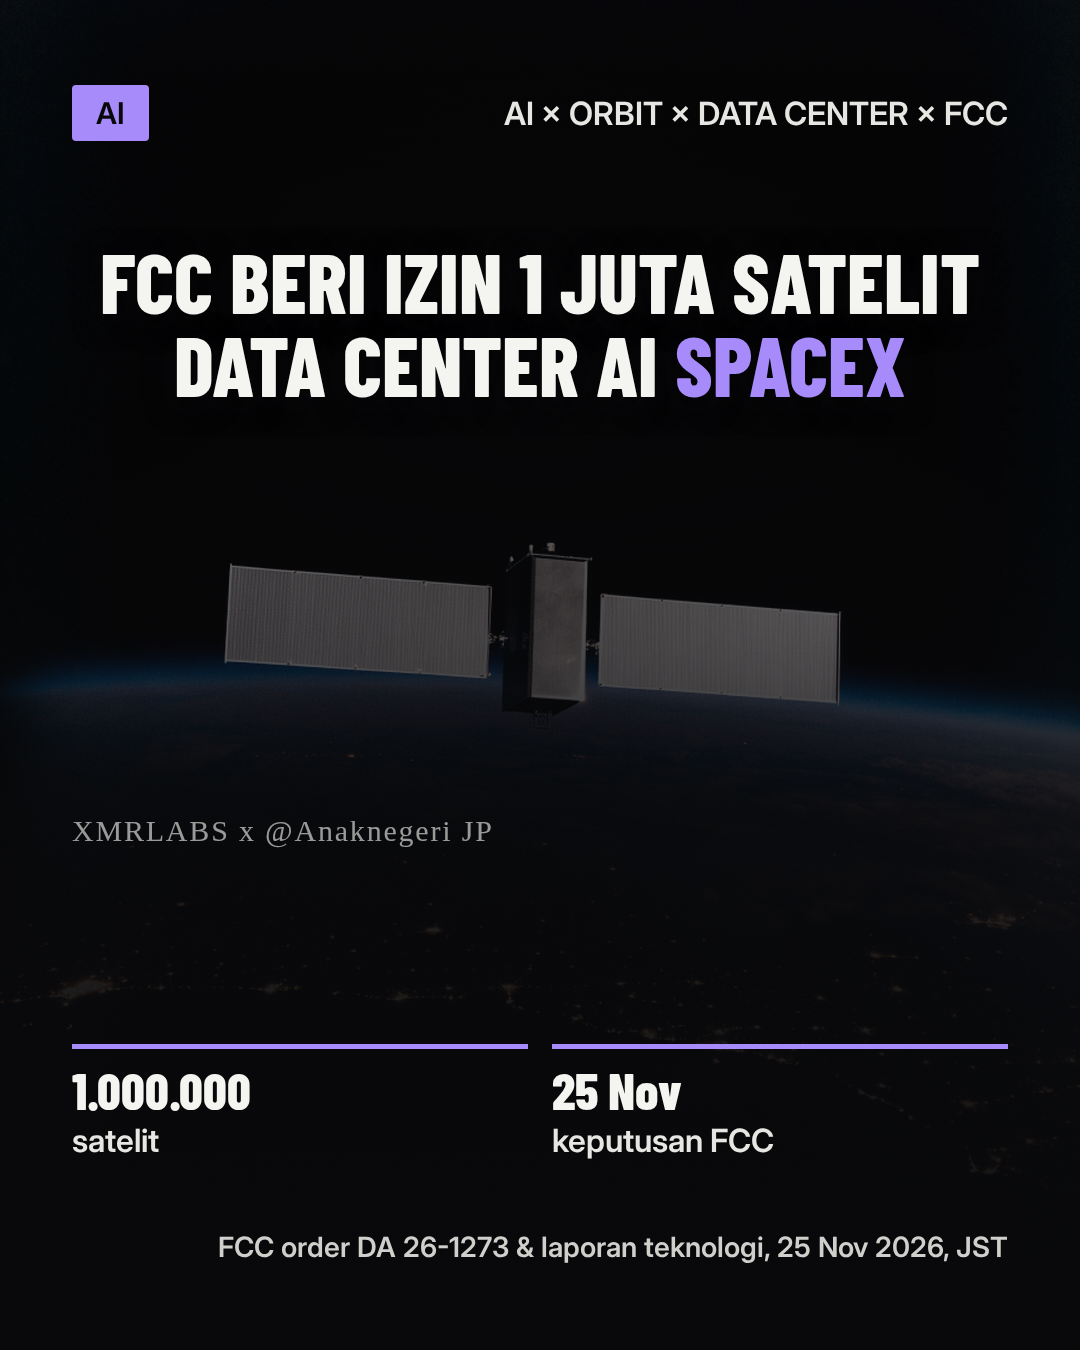 AI
AI × ORBIT × DATA CENTER × FCC
FCC BERI IZIN 1 JUTA SATELIT
DATA CENTER AI SPACEX
XMRLABS x @Anaknegeri JP
1.000.000
satelit
25 Nov
keputusan FCC
FCC order DA 26-1273 & laporan teknologi, 25 Nov 2026, JST